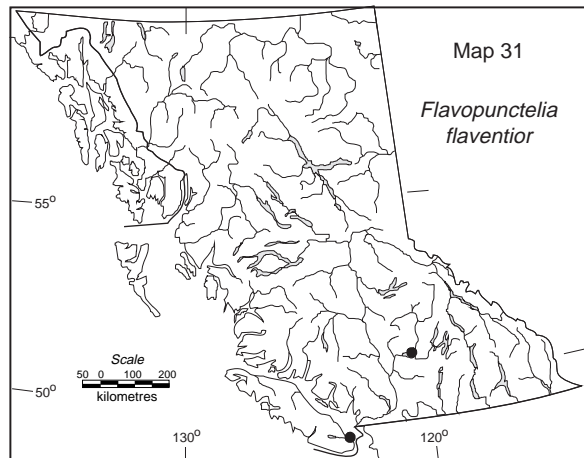 Map 31
Flavopunctelia
flaventior
55°
Scale
50 0 100 200
kilometres
50°
130°
120°